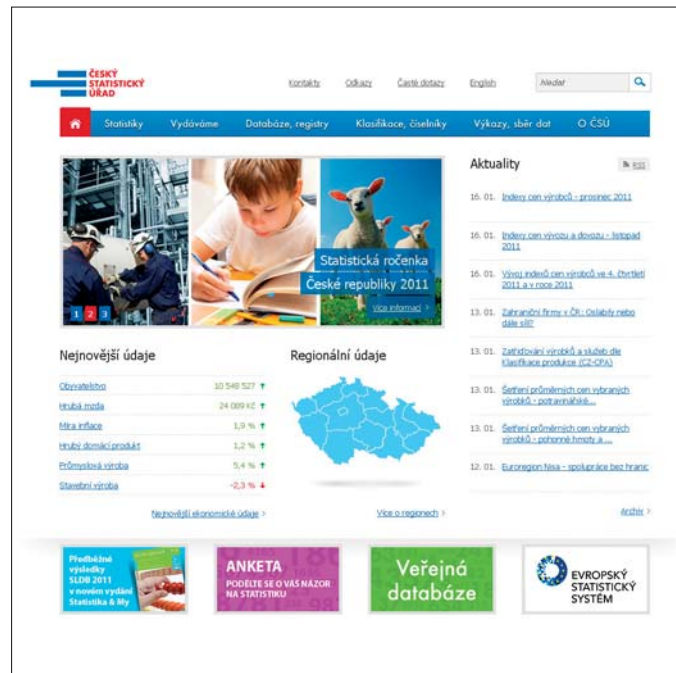 ČESKÝ
STATISTICKÝ
ÚŘAD
Kontakty Odkazy Časté dotazy English Hledat
Statistiky Vydáváme Databáze, registry Klasifikace, číselníky Výkazy, sběr dat O ČSÚ
Statistická ročenka
České republiky 2011
Více informací >
1 2 3
Aktuality RSS
16. 01. Indexy cen výrobců - prosinec 2011
16. 01. Indexy cen vývozu a dovozu - listopad
2011
16. 01. Vývoj indexů cen výrobců ve 4. čtvrtletí
2011 a v roce 2011
13. 01. Zahraniční firmy v ČR: Oslabily nebo
dále sílí?
13. 01. Zatřiďování výrobků a služeb dle
Klasifikace produkce (CZ-CPA)
13. 01. Šetření průměrných cen vybraných
výrobků - potravinářské...
13. 01. Šetření průměrných cen vybraných
výrobků - pohonné hmoty a ...
12. 01. Euroregion Nisa - spolupráce bez hranic
Archiv >
Nejnovější údaje
Obyvatelstvo 10 548 527 ↑
Hrubá mzda 24 089 Kč ↑
Míra inflace 1,9 % ↑
Hrubý domácí produkt 1,2 % ↑
Průmyslová výroba 5,4 % ↑
Stavební výroba -2,3 % ↓
Nejnovější ekonomické údaje >
Regionální údaje
Více o regionech >
Předběžné
výsledky
SLDB 2011
v novém vydání
Statistika & My
ANKETA
PODĚLTE SE O VÁŠ NÁZOR
NA STATISTIKU
Veřejná
databáze
EVROPSKÝ
STATISTICKÝ
SYSTÉM